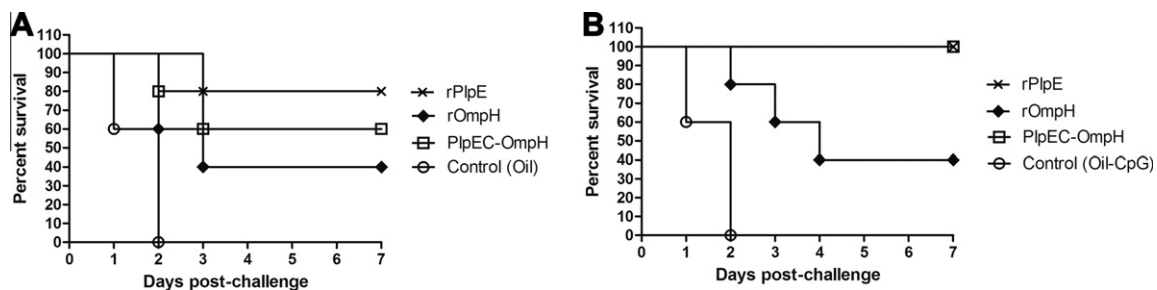 A
Percent survival
110
100
90
80
70
60
50
40
30
20
10
0
0 1 2 3 4 5 6 7
Days post-challenge
rPlpE
rOmpH
PlpEC-OmpH
Control (Oil)
B
Percent survival
110
100
90
80
70
60
50
40
30
20
10
0
0 1 2 3 4 5 6 7
Days post-challenge
rPlpE
rOmpH
PlpEC-OmpH
Control (Oil-CpG)